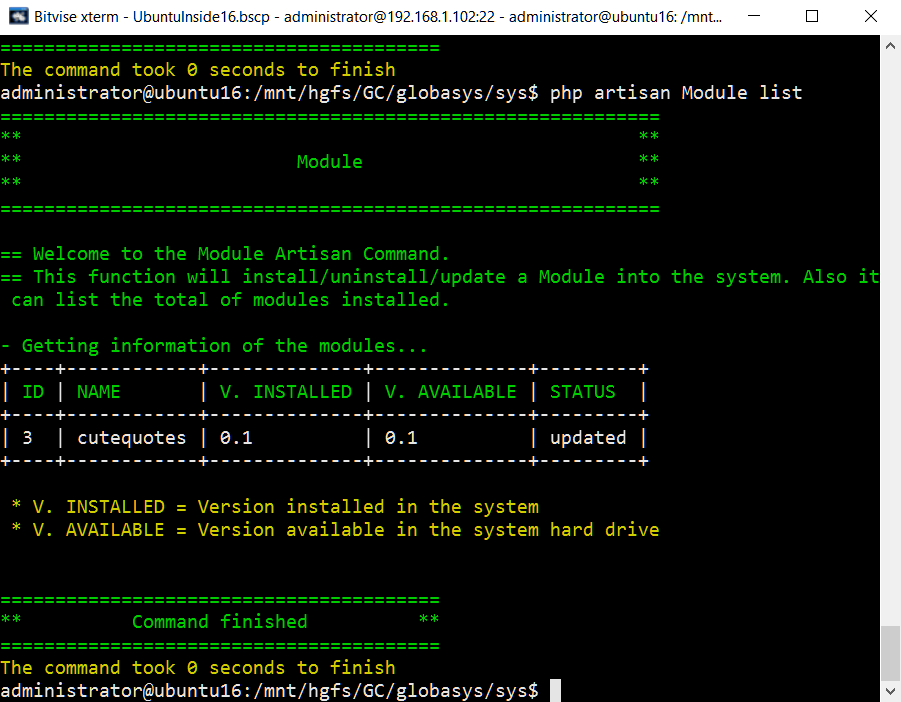 Bitvise xterm - UbuntuInside16.bscp - administrator@192.168.1.102:22 - administrator@ubuntu16: /mnt...
========================================
The command took 0 seconds to finish
administrator@ubuntu16:/mnt/hgfs/GC/globasys/sys$ php artisan Module list
============================================================
**                                                        **
**                         Module                         **
**                                                        **
============================================================

== Welcome to the Module Artisan Command.
== This function will install/uninstall/update a Module into the system. Also it
 can list the total of modules installed.

- Getting information of the modules...
+----+------------+--------------+--------------+---------+
| ID | NAME       | V. INSTALLED | V. AVAILABLE | STATUS  |
+----+------------+--------------+--------------+---------+
| 3  | cutequotes | 0.1          | 0.1          | updated |
+----+------------+--------------+--------------+---------+

 * V. INSTALLED = Version installed in the system
 * V. AVAILABLE = Version available in the system hard drive


========================================
**          Command finished          **
========================================
The command took 0 seconds to finish
administrator@ubuntu16:/mnt/hgfs/GC/globasys/sys$